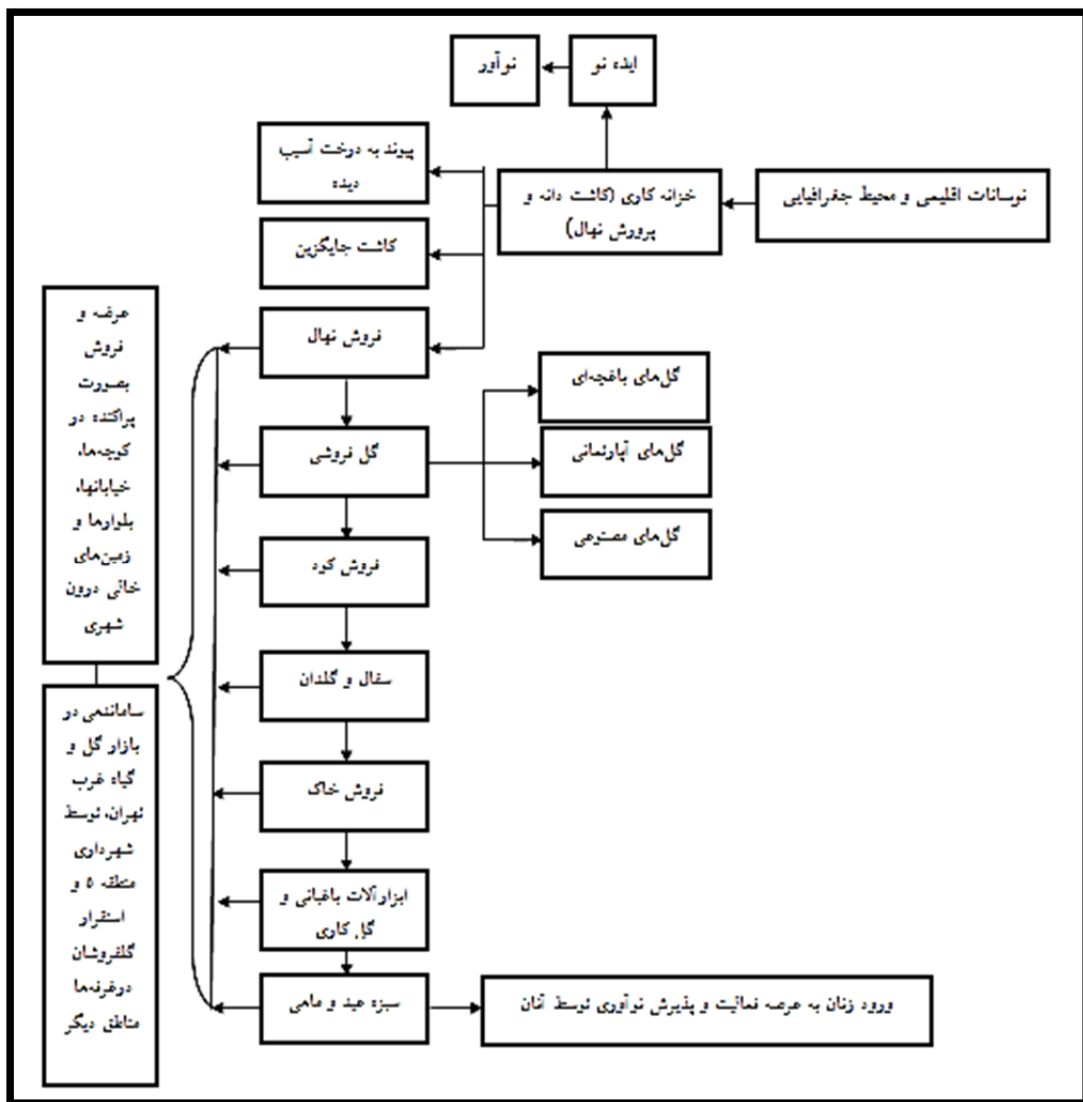 ایده نو
نوآور
پیوند به درخت آسیب
دیده
خزانه کاری (کاشت دانه و
پرورش نهال)
نوسانات اقلیمی و محیط جغرافیایی
کاشت جایگزین
فروش نهال
گل‌های باغچه‌ای
گل فروشی
گل‌های آپارتمانی
گل‌های مصنوعی
فروش کود
سفال و گلدان
فروش خاک
ابزارآلات باغبانی و
گل کاری
سبزه عید و ماهی
ورود زنان به عرصه فعالیت و پذیرش نوآوری توسط آنان
عرضه و
فروش
بصورت
پراکنده در
کوچه‌ها،
خیابانها،
بلوارها و
زمین‌های
خالی درون
شهری
ساماندهی در
بازار گل و
گیاه غرب
تهران، توسط
شهرداری
منطقه ۵ و
استقرار
گلفروشان
درغرفه‌ها
مناطق دیگر